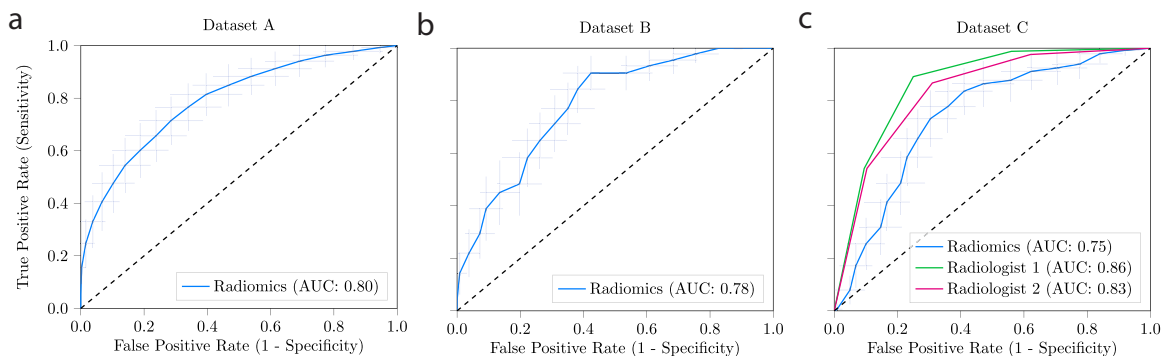 a
Dataset A
True Positive Rate (Sensitivity)
1.0
0.8
0.6
0.4
0.2
0.0
Radiomics (AUC: 0.80)
0.0 0.2 0.4 0.6 0.8 1.0
False Positive Rate (1 - Specificity)
b
Dataset B
Radiomics (AUC: 0.78)
0.0 0.2 0.4 0.6 0.8 1.0
False Positive Rate (1 - Specificity)
c
Dataset C
Radiomics (AUC: 0.75)
Radiologist 1 (AUC: 0.86)
Radiologist 2 (AUC: 0.83)
0.0 0.2 0.4 0.6 0.8 1.0
False Positive Rate (1 - Specificity)